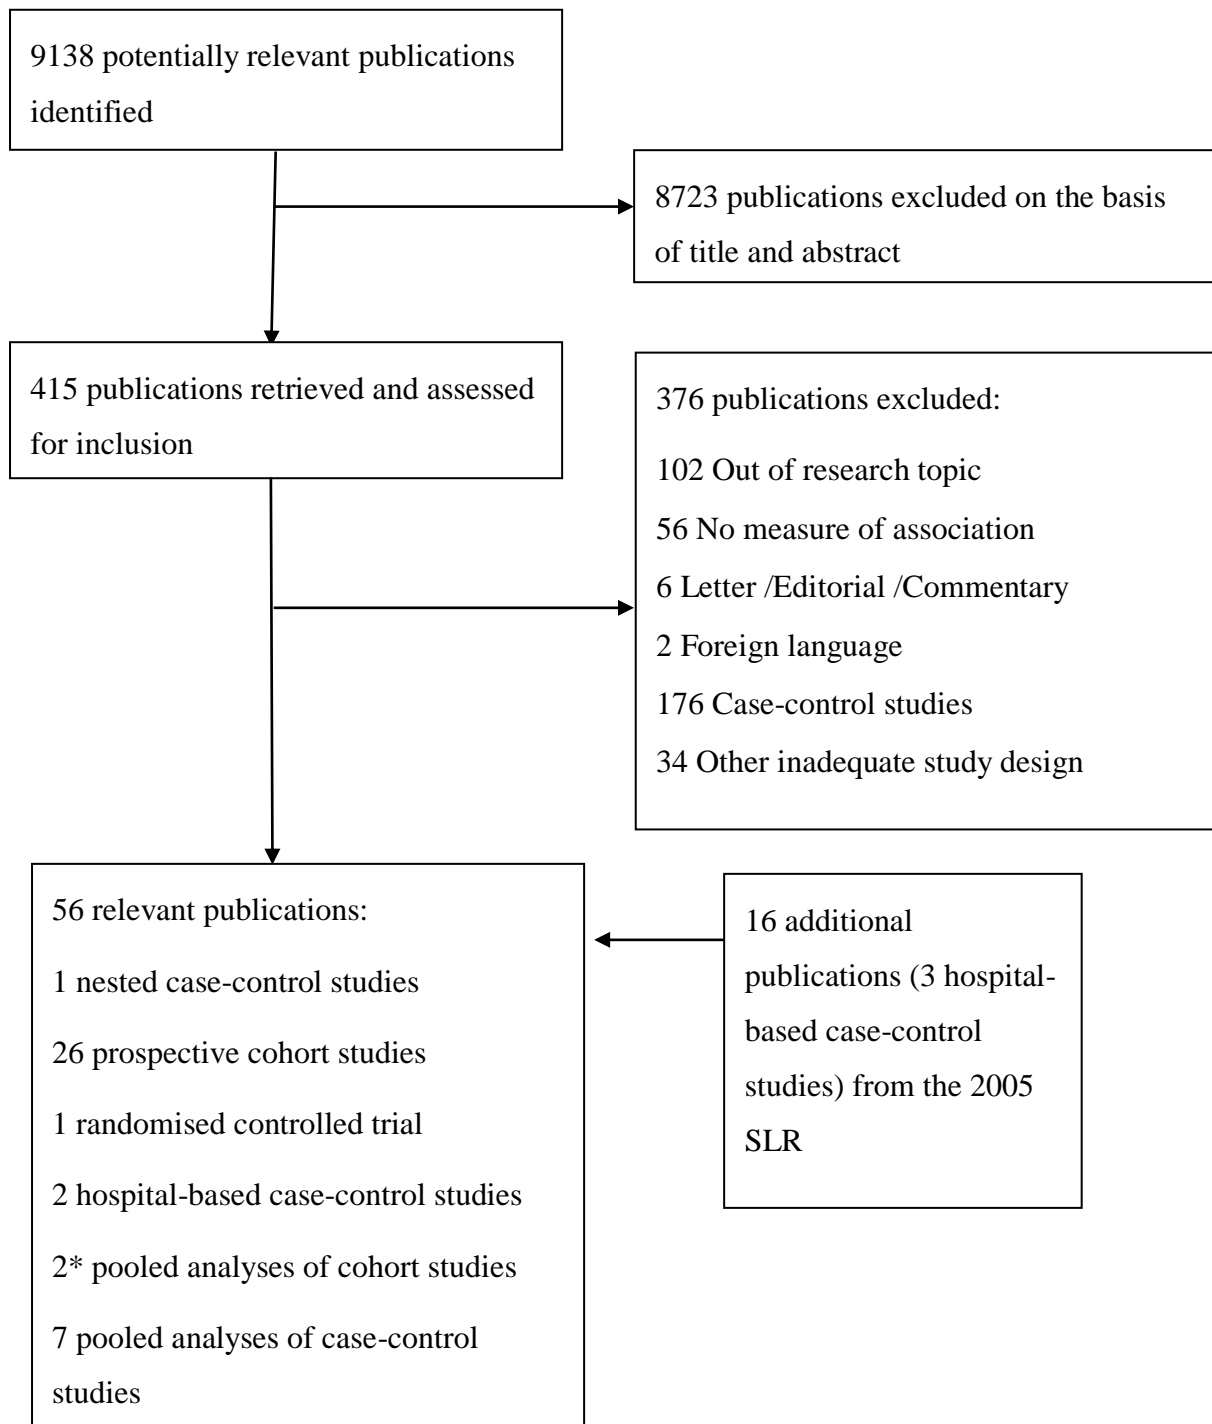 9138 potentially relevant publications
identified
8723 publications excluded on the basis
of title and abstract
415 publications retrieved and assessed
for inclusion
376 publications excluded:
102 Out of research topic
56 No measure of association
6 Letter /Editorial /Commentary
2 Foreign language
176 Case-control studies
34 Other inadequate study design
56 relevant publications:
1 nested case-control studies
26 prospective cohort studies
1 randomised controlled trial
2 hospital-based case-control studies
2* pooled analyses of cohort studies
7 pooled analyses of case-control
studies
16 additional
publications (3 hospital-
based case-control
studies) from the 2005
SLR